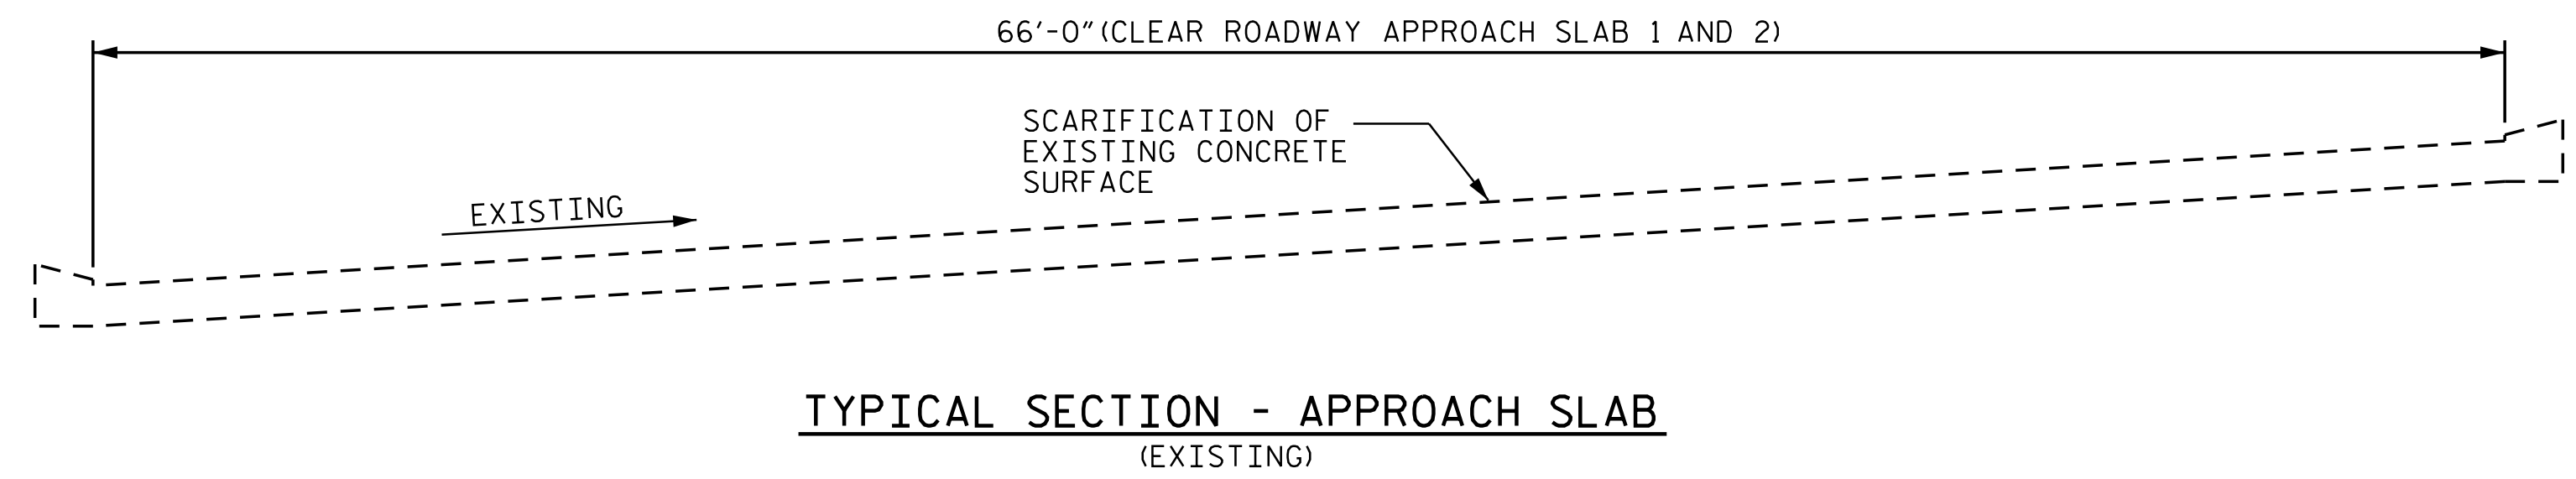 66'-0"(CLEAR ROADWAY APPROACH SLAB 1 AND 2)
SCARIFICATION OF
EXISTING CONCRETE
SURFACE
EXISTING
TYPICAL SECTION - APPROACH SLAB
(EXISTING)